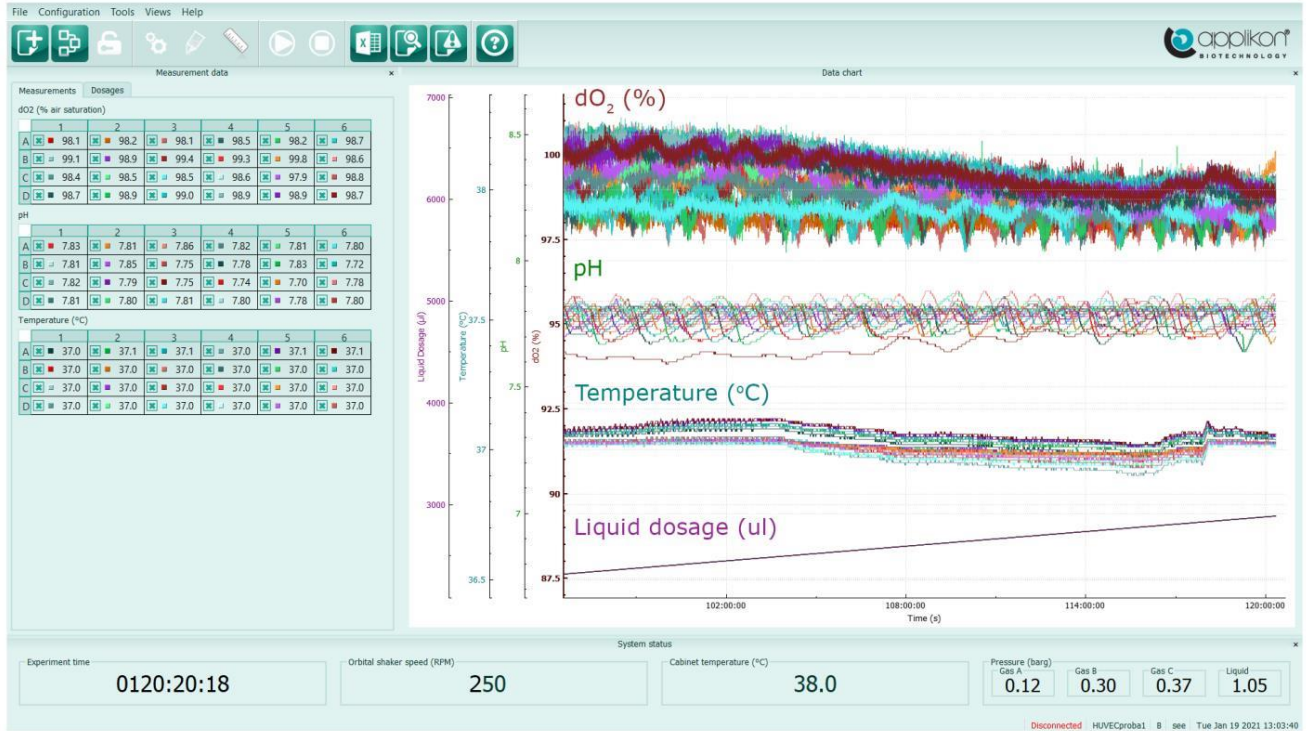 File Configuration Tools Views Help
applikon
BIOTECHNOLOGY
Measurement data
Measurements Dosages
dO2 (% air saturation)
1 2 3 4 5 6
A 98.1 98.2 98.1 98.5 98.2 98.7
B 99.1 98.9 99.4 99.3 99.8 98.6
C 98.4 98.5 98.5 98.6 97.9 98.8
D 98.7 98.9 99.0 98.9 98.9 98.7
pH
1 2 3 4 5 6
A 7.83 7.81 7.86 7.82 7.81 7.80
B 7.81 7.85 7.75 7.78 7.83 7.72
C 7.82 7.79 7.75 7.74 7.70 7.78
D 7.81 7.80 7.81 7.80 7.78 7.80
Temperature (°C)
1 2 3 4 5 6
A 37.0 37.1 37.1 37.0 37.1 37.1
B 37.0 37.0 37.0 37.0 37.0 37.0
C 37.0 37.0 37.0 37.0 37.0 37.0
D 37.0 37.0 37.0 37.0 37.0 37.0
Data chart
Liquid Dosage (µl)
7000
6000
5000
4000
3000
Temperature (°C)
38
37.5
37
36.5
pH
8.5
8
7.5
7
dO2 (%)
100
97.5
95
92.5
90
87.5
dO2 (%)
pH
Temperature (°C)
Liquid dosage (ul)
102:00:00 108:00:00 114:00:00 120:00:00
Time (s)
System status
Experiment time
0120:20:18
Orbital shaker speed (RPM)
250
Cabinet temperature (°C)
38.0
Pressure (barg)
Gas A Gas B Gas C Liquid
0.12 0.30 0.37 1.05
Disconnected HUVECproba1 B see Tue Jan 19 2021 13:03:40